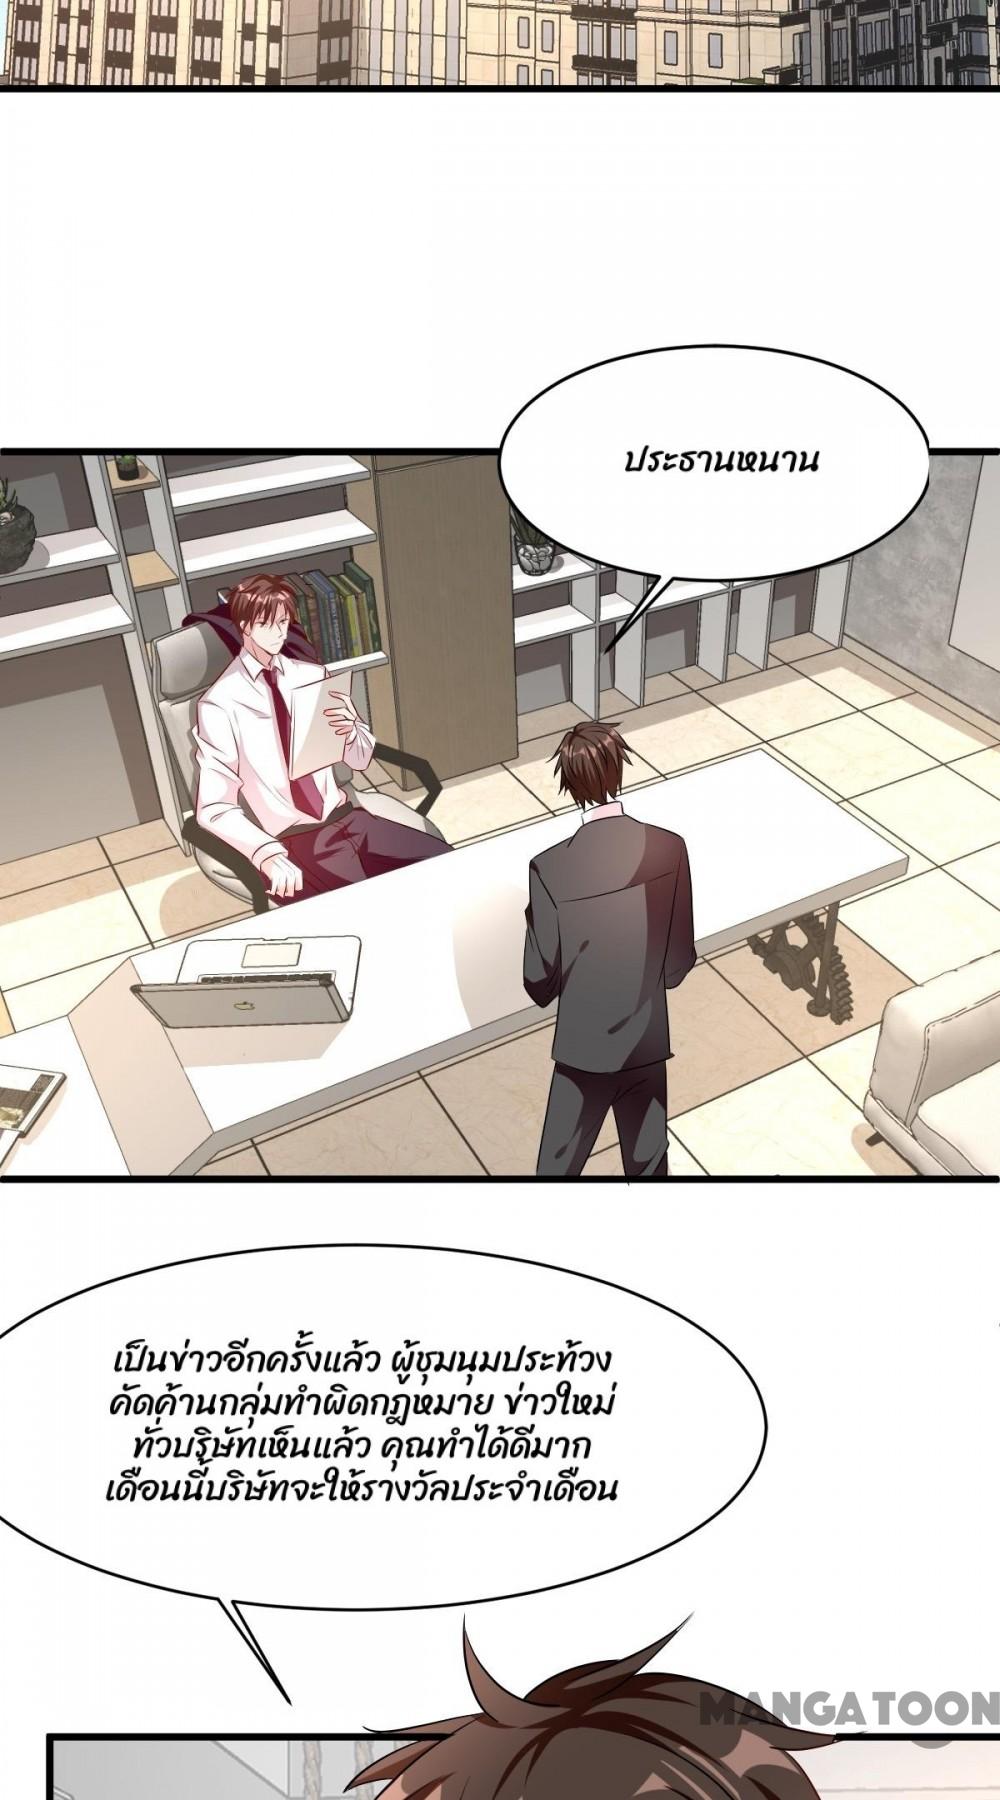 ประธานหนาน
เป็นข่าวอีกครั้งแล้ว ผู้ชุมนุมประท้วง
คัดค้านกลุ่มทำผิดกฎหมาย ข่าวใหม่
ทั่วบริษัทเห็นแล้ว คุณทำได้ดีมาก
เดือนนี้บริษัทจะให้รางวัลประจำเดือน
MANGATOON